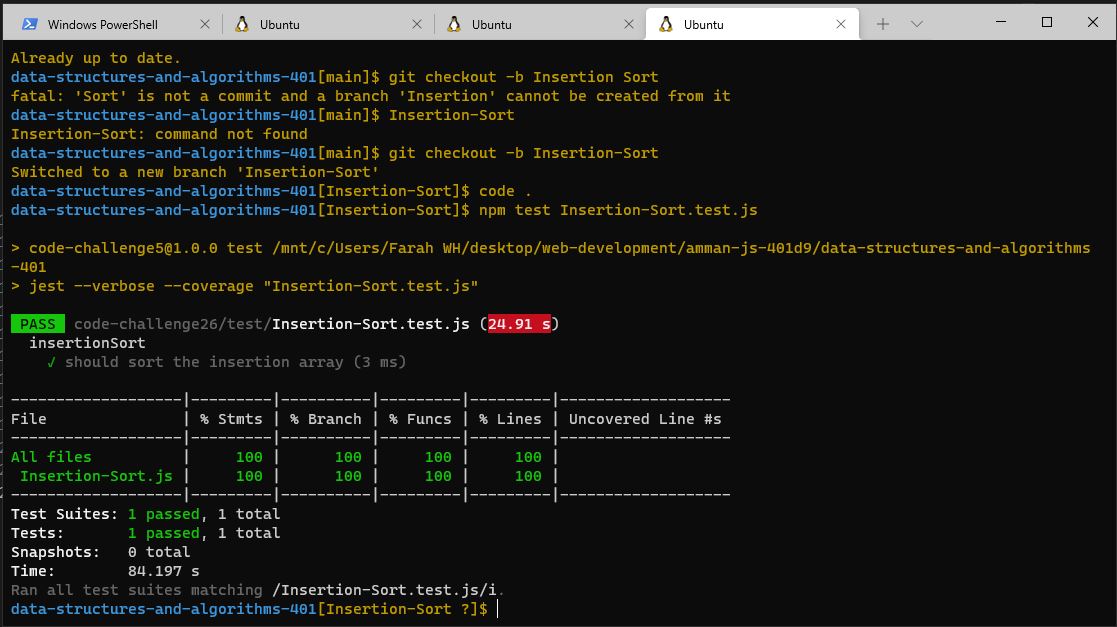 Windows PowerShell
Ubuntu
Ubuntu
Ubuntu
Already up to date.
data-structures-and-algorithms-401[main]$ git checkout -b Insertion Sort
fatal: 'Sort' is not a commit and a branch 'Insertion' cannot be created from it
data-structures-and-algorithms-401[main]$ Insertion-Sort
Insertion-Sort: command not found
data-structures-and-algorithms-401[main]$ git checkout -b Insertion-Sort
Switched to a new branch 'Insertion-Sort'
data-structures-and-algorithms-401[Insertion-Sort]$ code .
data-structures-and-algorithms-401[Insertion-Sort]$ npm test Insertion-Sort.test.js
> code-challenge5@1.0.0 test /mnt/c/Users/Farah WH/desktop/web-development/amman-js-401d9/data-structures-and-algorithms
-401
> jest --verbose --coverage "Insertion-Sort.test.js"
PASS code-challenge26/test/Insertion-Sort.test.js (24.91 s)
insertionSort
√ should sort the insertion array (3 ms)
-------------------|---------|----------|---------|---------|-------------------
File | % Stmts | % Branch | % Funcs | % Lines | Uncovered Line #s
-------------------|---------|----------|---------|---------|-------------------
All files | 100 | 100 | 100 | 100 |
Insertion-Sort.js | 100 | 100 | 100 | 100 |
-------------------|---------|----------|---------|---------|-------------------
Test Suites: 1 passed, 1 total
Tests: 1 passed, 1 total
Snapshots: 0 total
Time: 84.197 s
Ran all test suites matching /Insertion-Sort.test.js/i.
data-structures-and-algorithms-401[Insertion-Sort ?]$